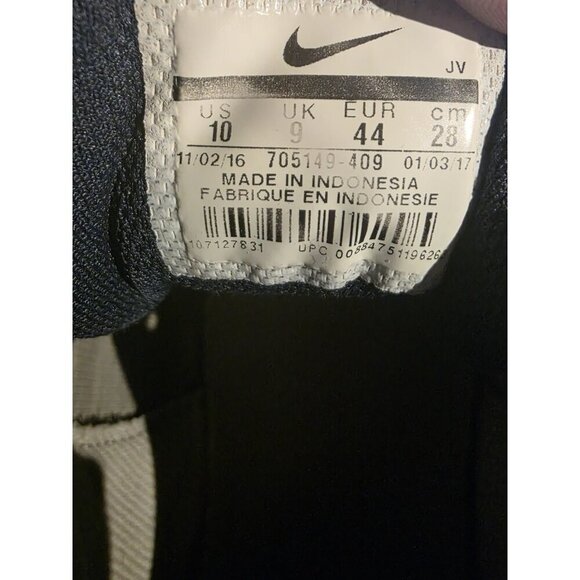 JV
US UK EUR cm
10 9 44 28
11/02/16 705149-409 01/03/17
MADE IN INDONESIA
FABRIQUE EN INDONESIE
107127831 UPC 0088475119626